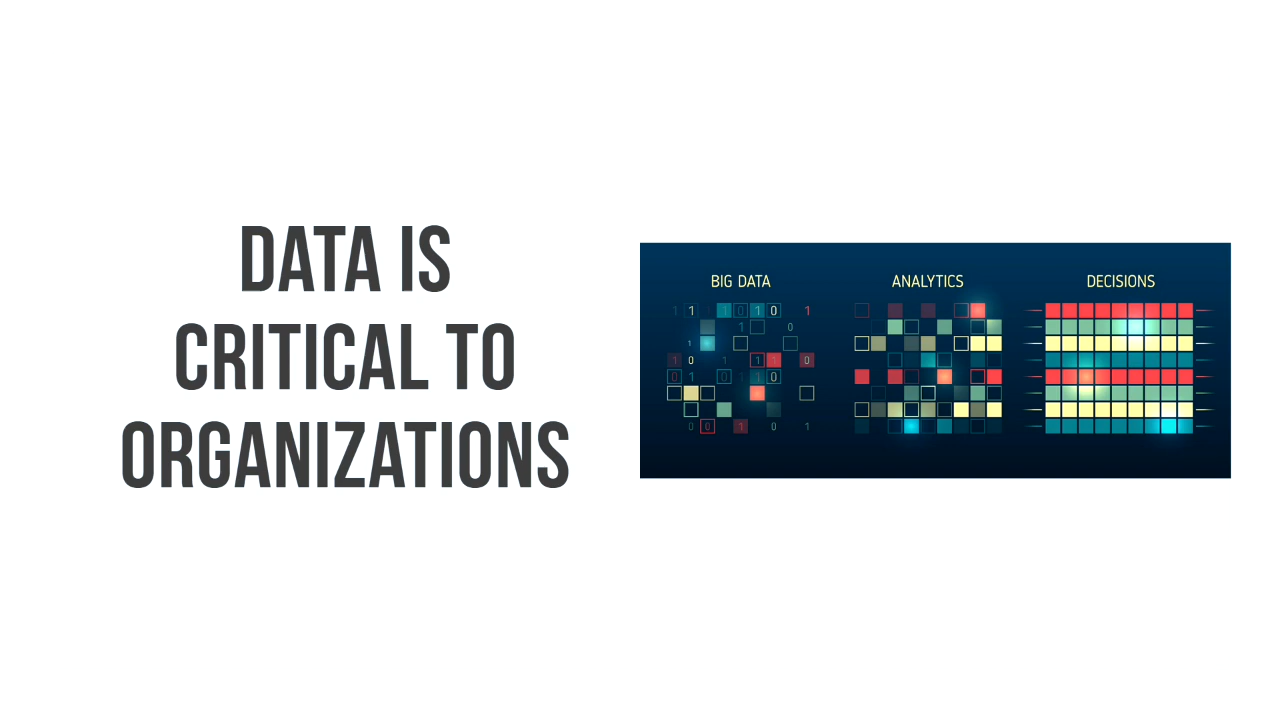 DATA IS
CRITICAL TO
ORGANIZATIONS
BIG DATA
ANALYTICS
DECISIONS